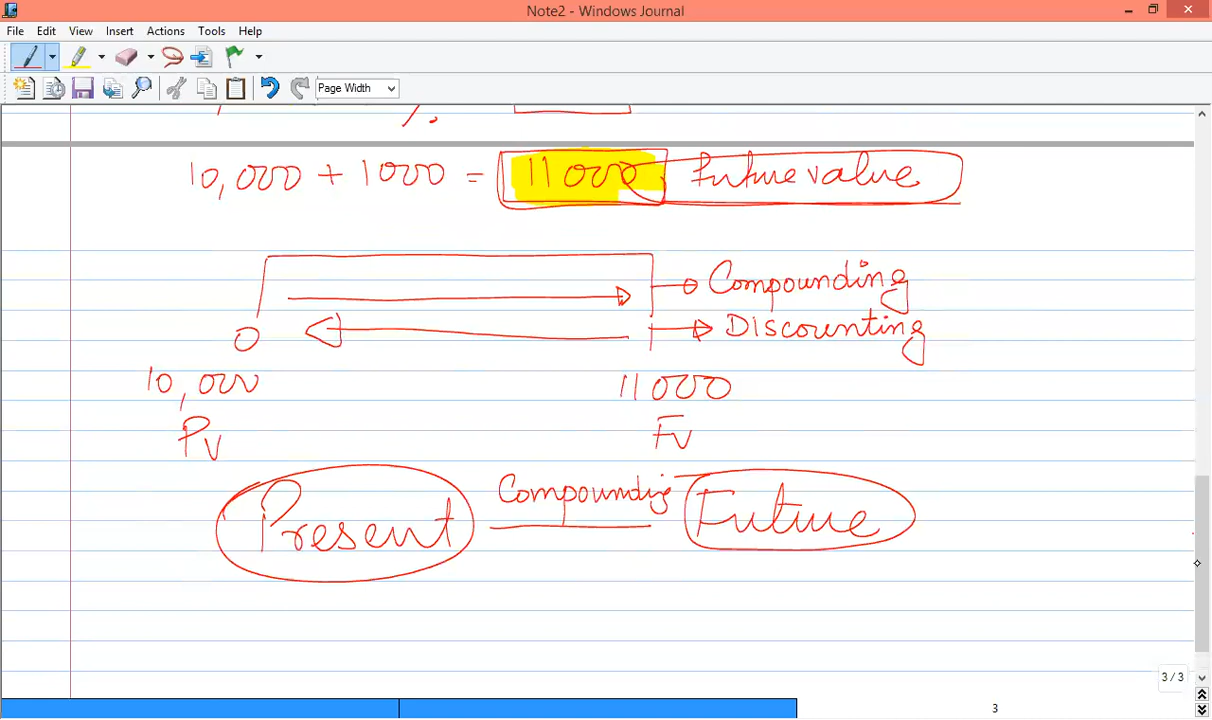 Note2 - Windows Journal
File Edit View Insert Actions Tools Help
Page Width
%.
10,000 + 1000 = 11000 Future value
Compounding
0 Discounting
10,000 11000
PV FV
Present Compounding Future
3 / 3
3